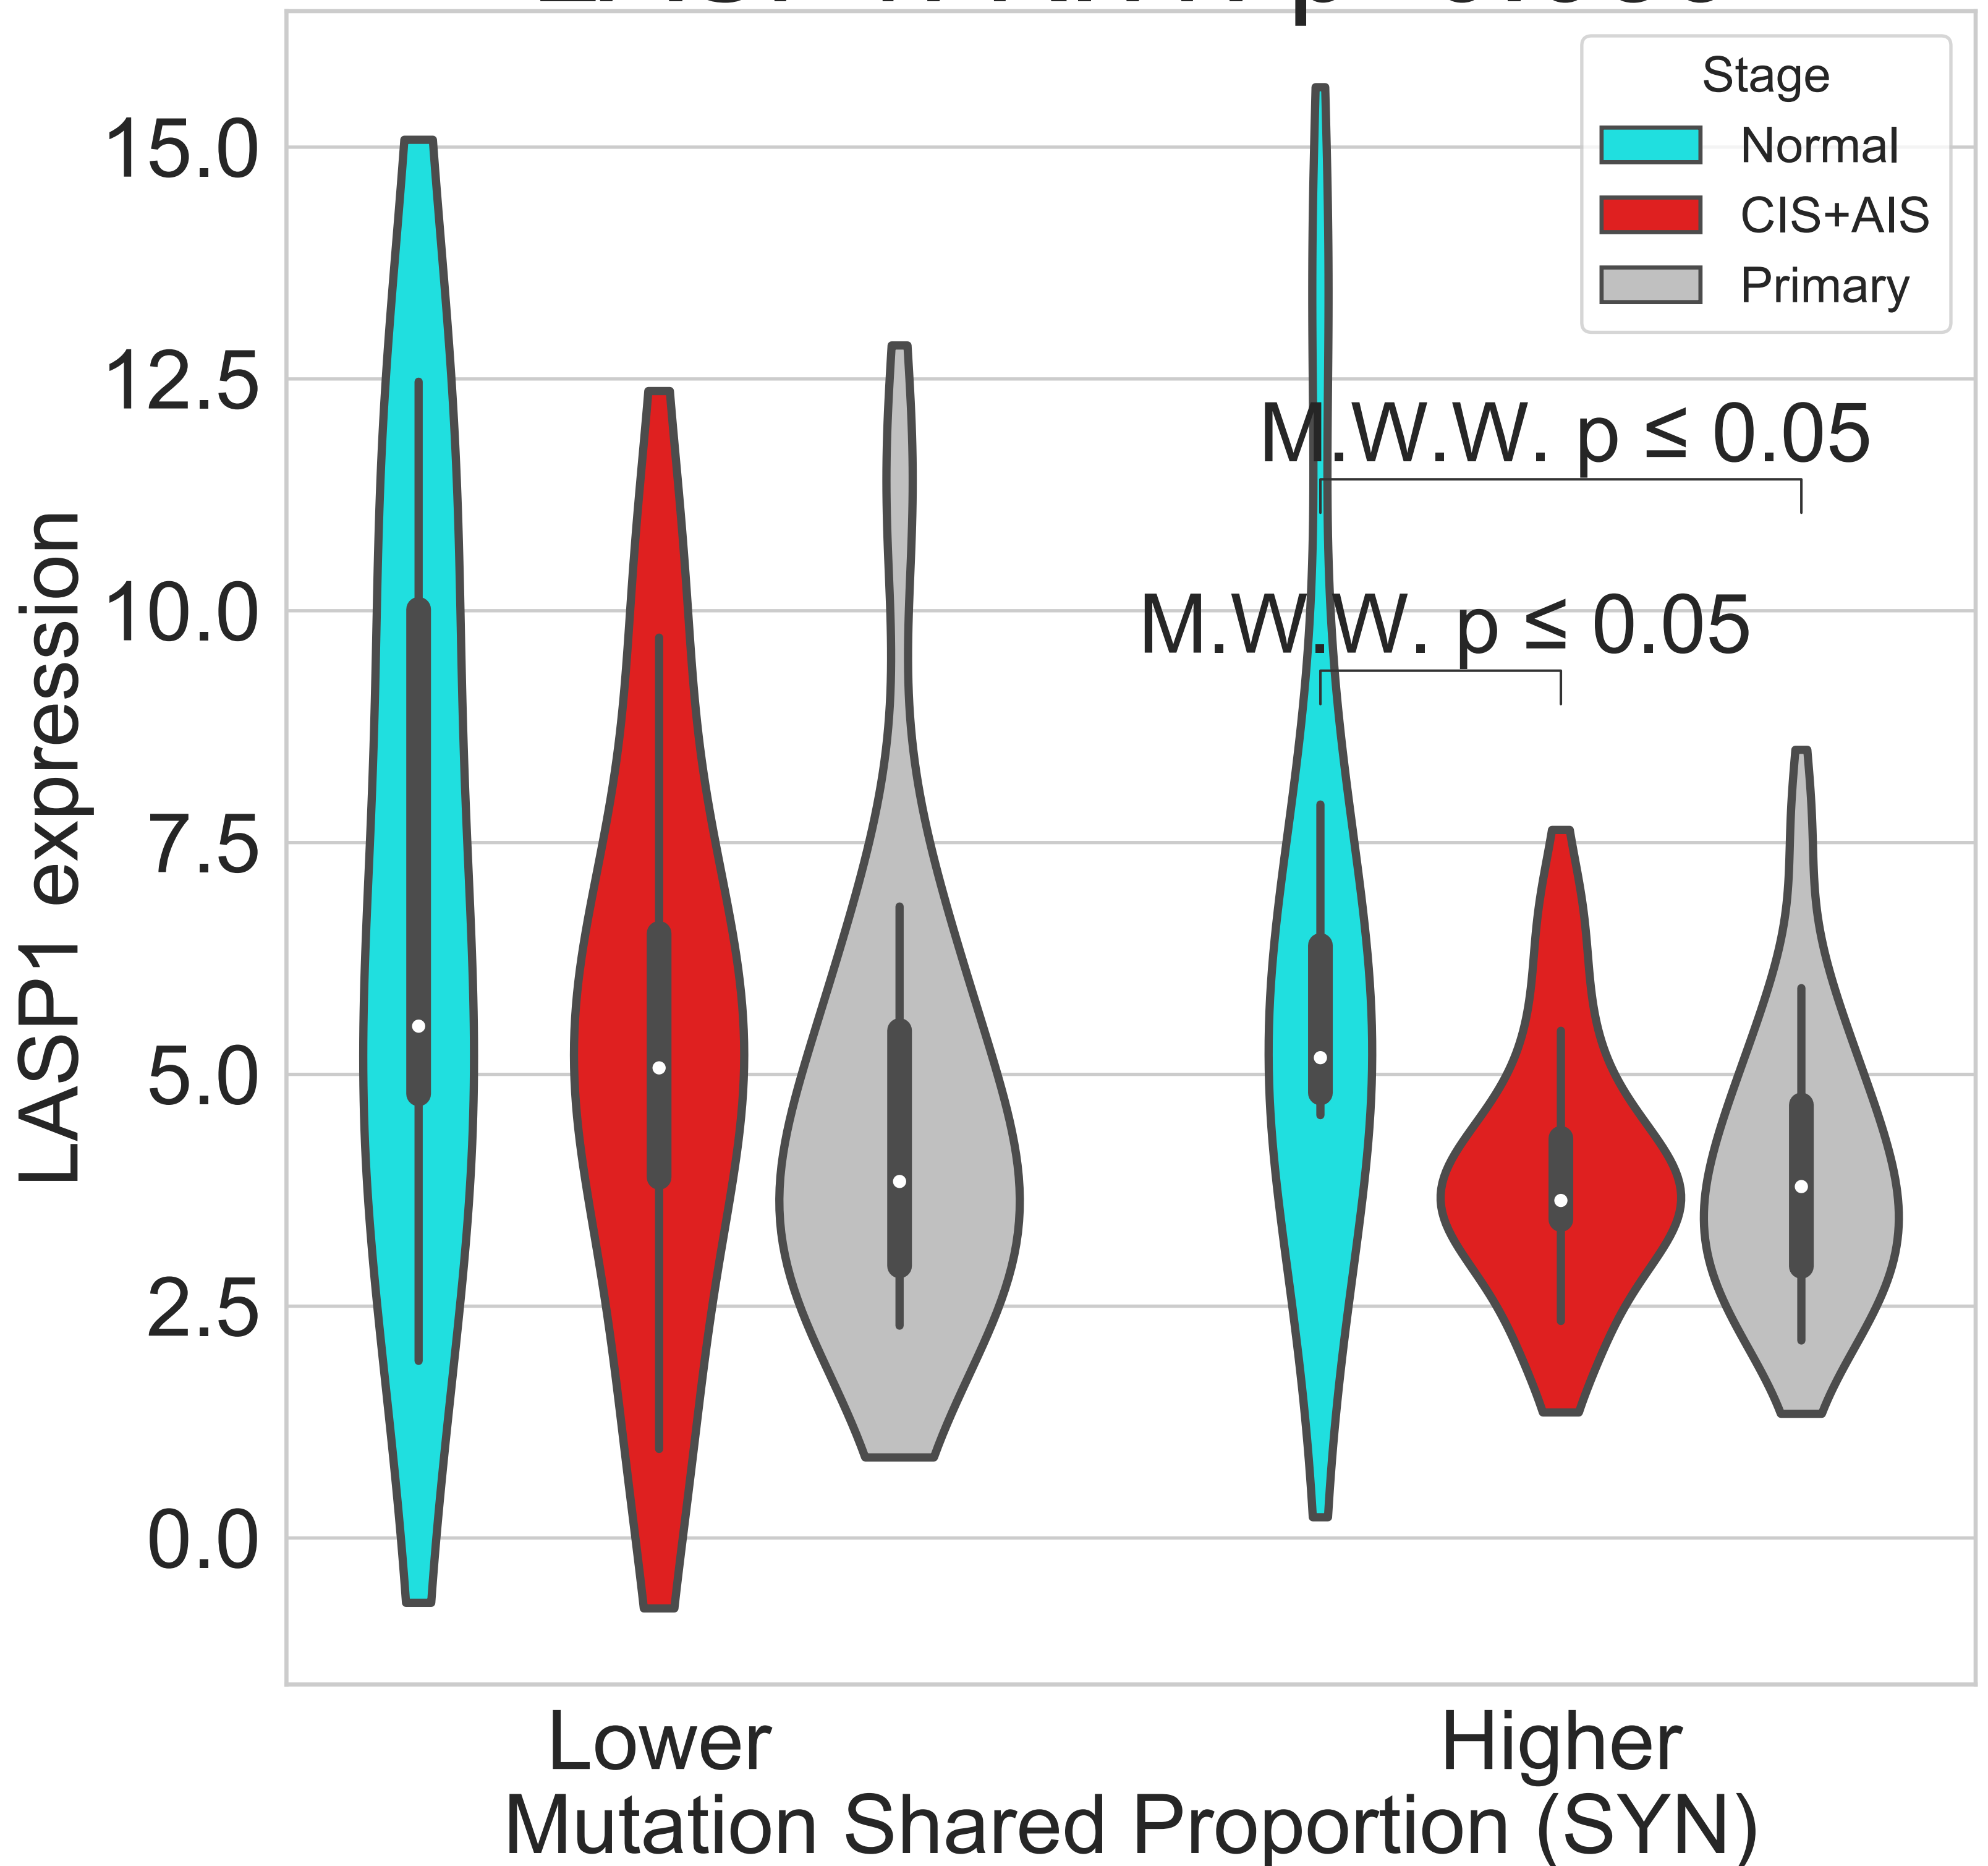 Stage
Normal
CIS+AIS
Primary
LASP1 expression
15.0
12.5
10.0
7.5
5.0
2.5
0.0
M.W.W. p ≤ 0.05
M.W.W. p ≤ 0.05
Lower
Higher
Mutation Shared Proportion (SYN)